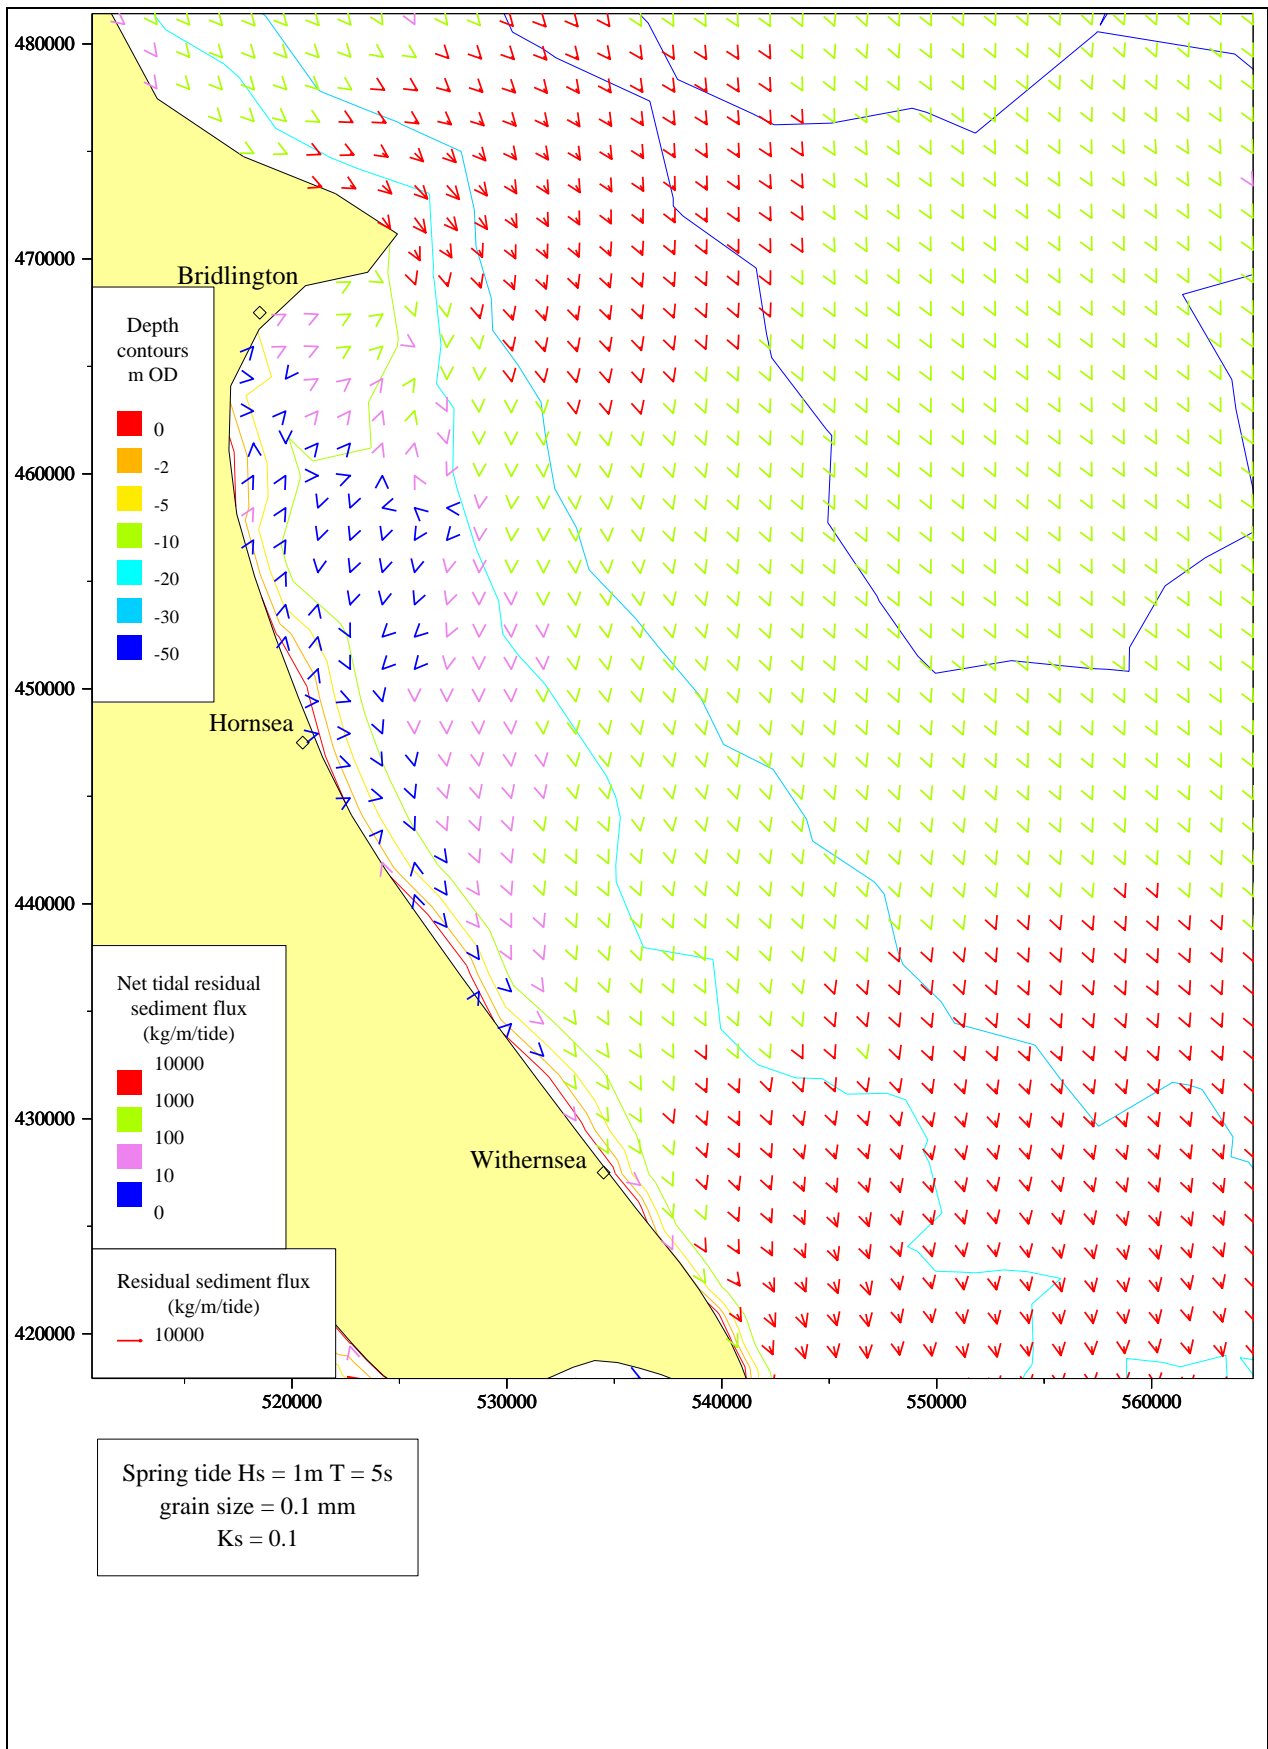 480000
470000
460000
450000
440000
430000
420000
Bridlington
Depth
contours
m OD
0
-2
-5
-10
-20
-30
-50
Hornsea
Net tidal residual
sediment flux
(kg/m/tide)
10000
1000
100
10
0
Withernsea
Residual sediment flux
(kg/m/tide)
10000
520000 530000 540000 550000 560000
Spring tide Hs = 1m T = 5s
grain size = 0.1 mm
Ks = 0.1